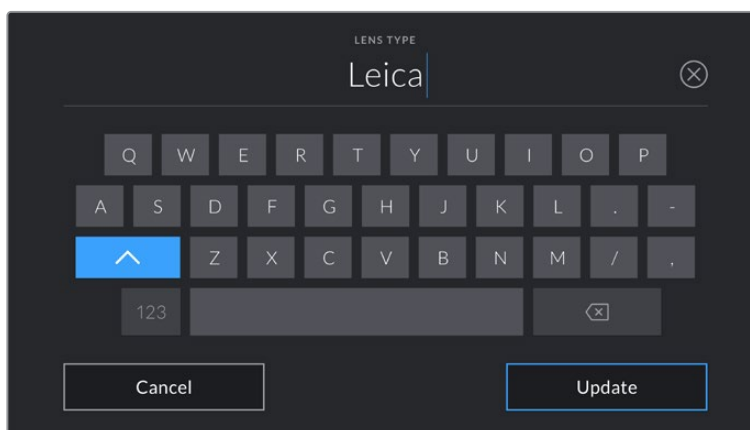 LENS TYPE
Leica
Q W E R T Y U I O P
A S D F G H J K L . -
Z X C V B N M / ,
123
Cancel Update